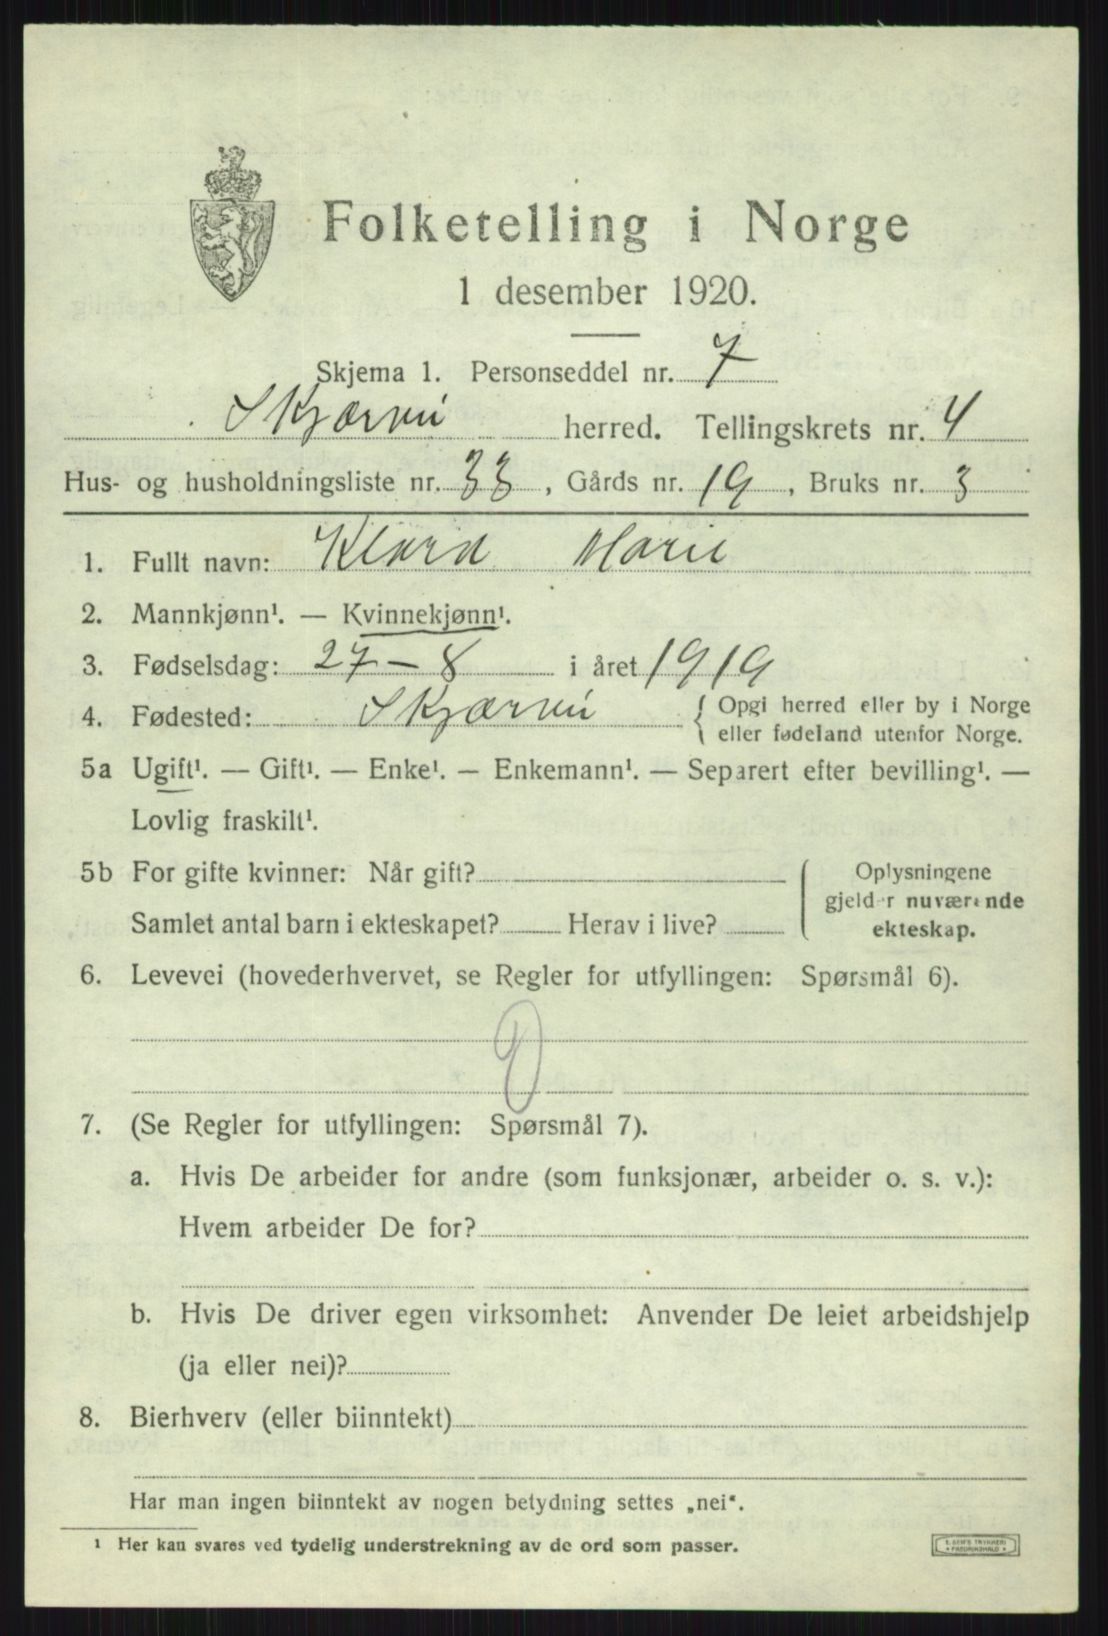 Folketelling i Norge
1 desember 1920.
Skjema 1. Personseddel nr. 7
Skjærvø herred. Tellingskrets nr. 4
Hus- og husholdningsliste nr. 33, Gårds nr. 19, Bruks nr. 3
1. Fullt navn: Klara Marie
2. Mannkjønn¹. — Kvinnekjønn¹.
3. Fødselsdag: 27 – 8 i året 1919
4. Fødested: Skjærvø { Opgi herred eller by i Norge
eller fødeland utenfor Norge.
5a Ugift¹. — Gift¹. — Enke¹. — Enkemann¹. — Separert efter bevilling¹. —
Lovlig fraskilt¹.
5b For gifte kvinner: Når gift?
Samlet antal barn i ekteskapet? Herav i live?
Oplysningene
gjelder nuværende
ekteskap.
6. Levevei (hovederhvervet, se Regler for utfyllingen: Spørsmål 6).
7. (Se Regler for utfyllingen: Spørsmål 7).
a. Hvis De arbeider for andre (som funksjonær, arbeider o. s. v.):
Hvem arbeider De for?
b. Hvis De driver egen virksomhet: Anvender De leiet arbeidshjelp
(ja eller nei)?
8. Bierhverv (eller biinntekt)
Har man ingen biinntekt av nogen betydning settes „nei“.
¹ Her kan svares ved tydelig understrekning av de ord som passer.